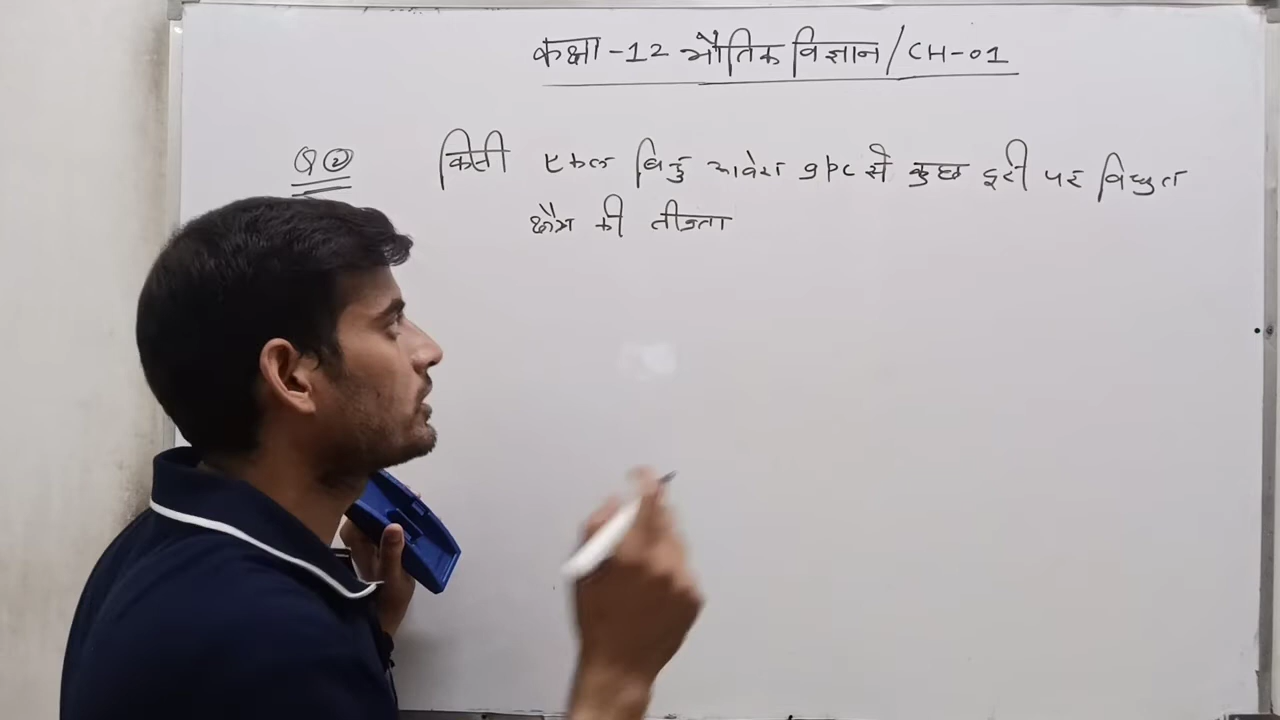 कक्षा -12 भौतिक विज्ञान / CH-01
Q② किसी एकल बिन्दु आवेश 9pc से कुछ दूरी पर विद्युत
क्षेत्र की तीव्रता